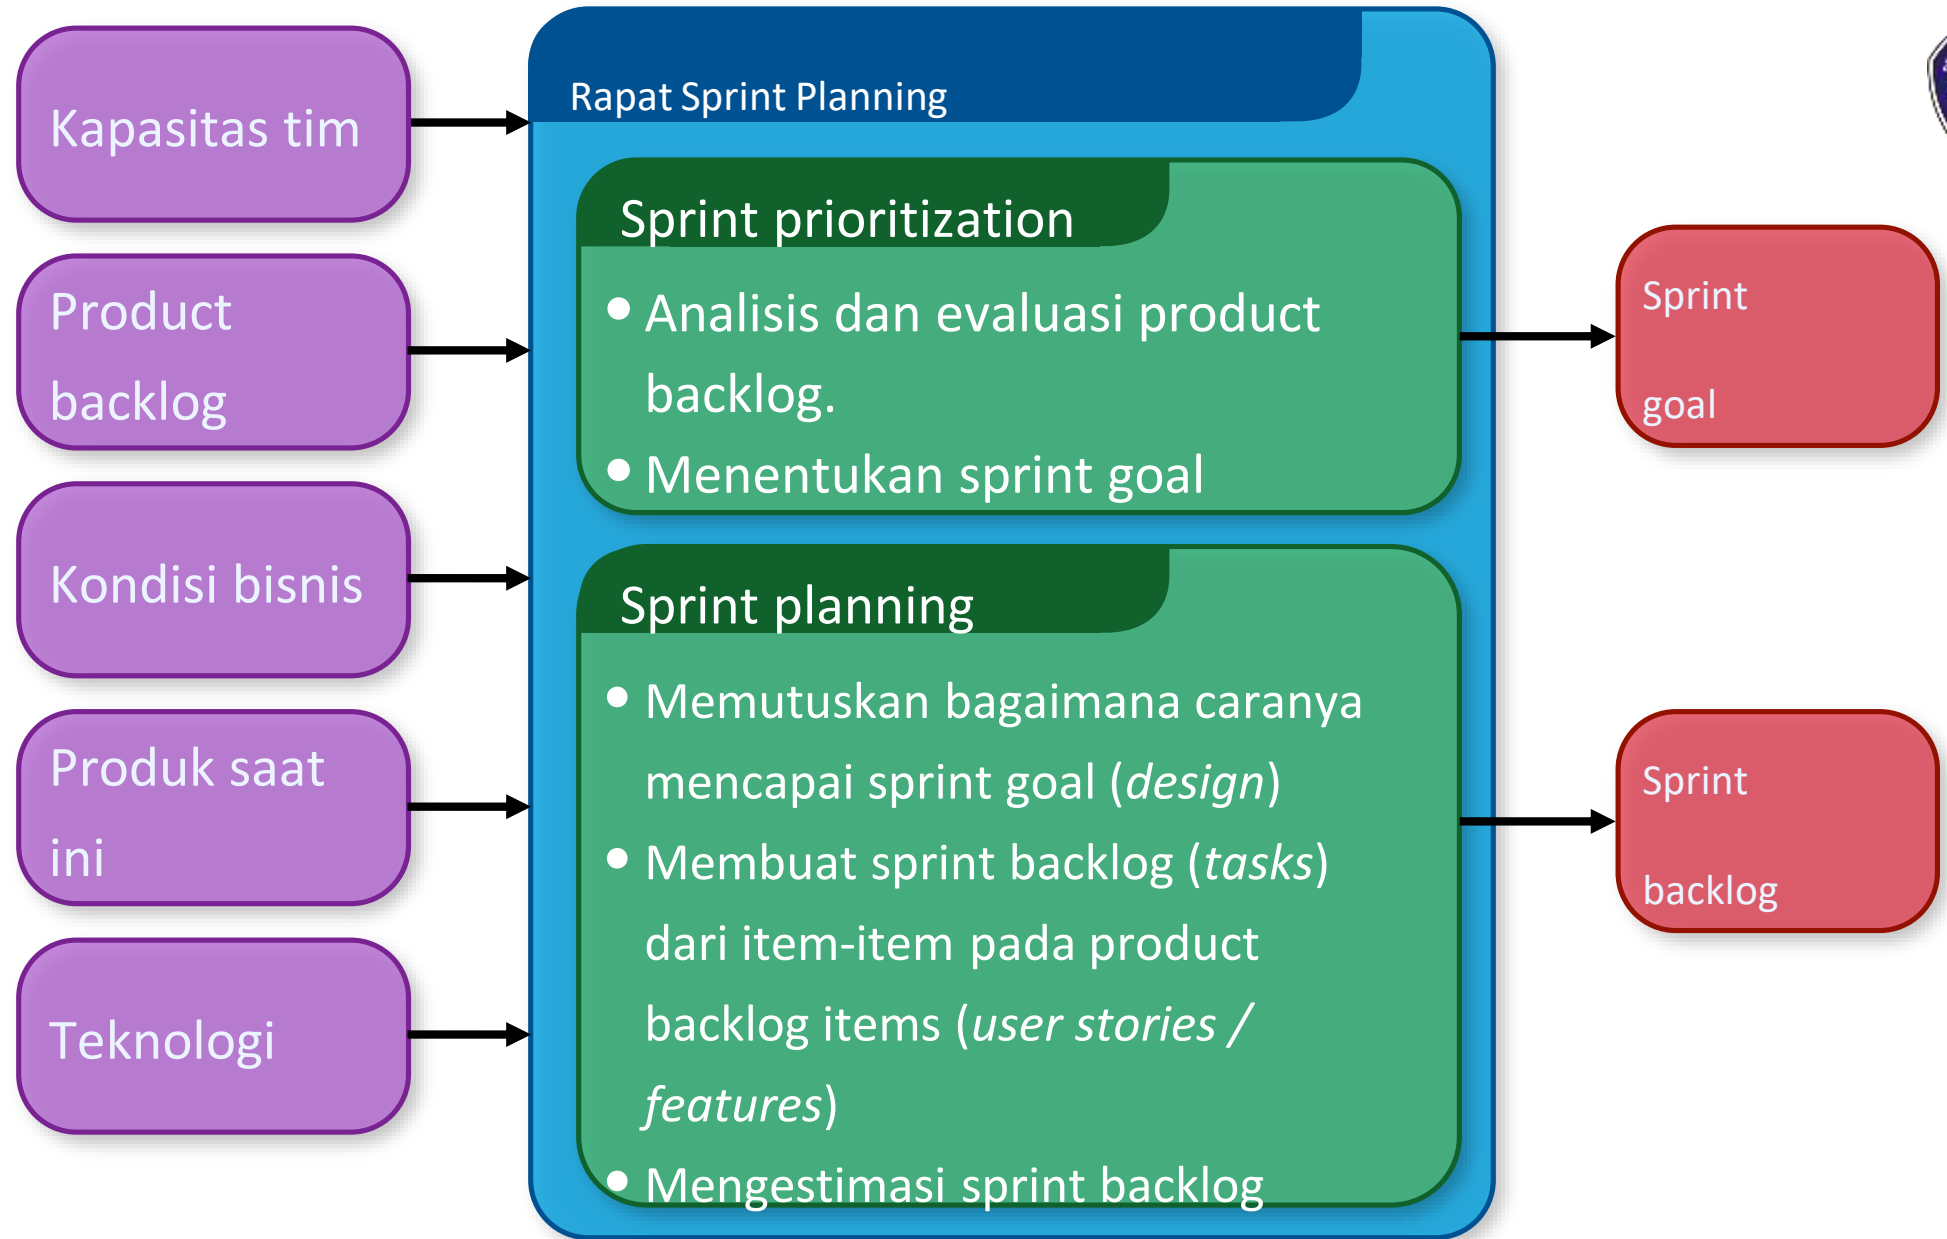 Kapasitas tim
Product
backlog
Kondisi bisnis
Produk saat
ini
Teknologi
Rapat Sprint Planning
Sprint prioritization
• Analisis dan evaluasi product
backlog.
• Menentukan sprint goal
Sprint planning
• Memutuskan bagaimana caranya
mencapai sprint goal (design)
• Membuat sprint backlog (tasks)
dari item-item pada product
backlog items (user stories /
features)
• Mengestimasi sprint backlog
Sprint
goal
Sprint
backlog